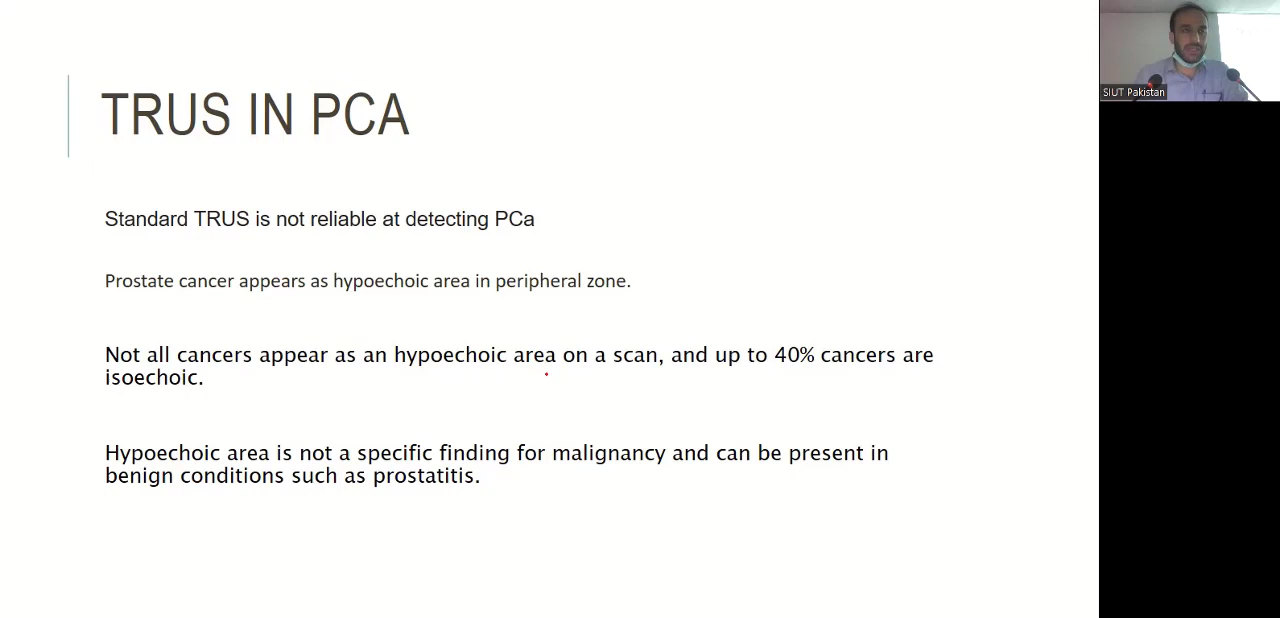 TRUS IN PCA
Standard TRUS is not reliable at detecting PCa
Prostate cancer appears as hypoechoic area in peripheral zone.
Not all cancers appear as an hypoechoic area on a scan, and up to 40% cancers are
isoechoic.
Hypoechoic area is not a specific finding for malignancy and can be present in
benign conditions such as prostatitis.
SIUT Pakistan